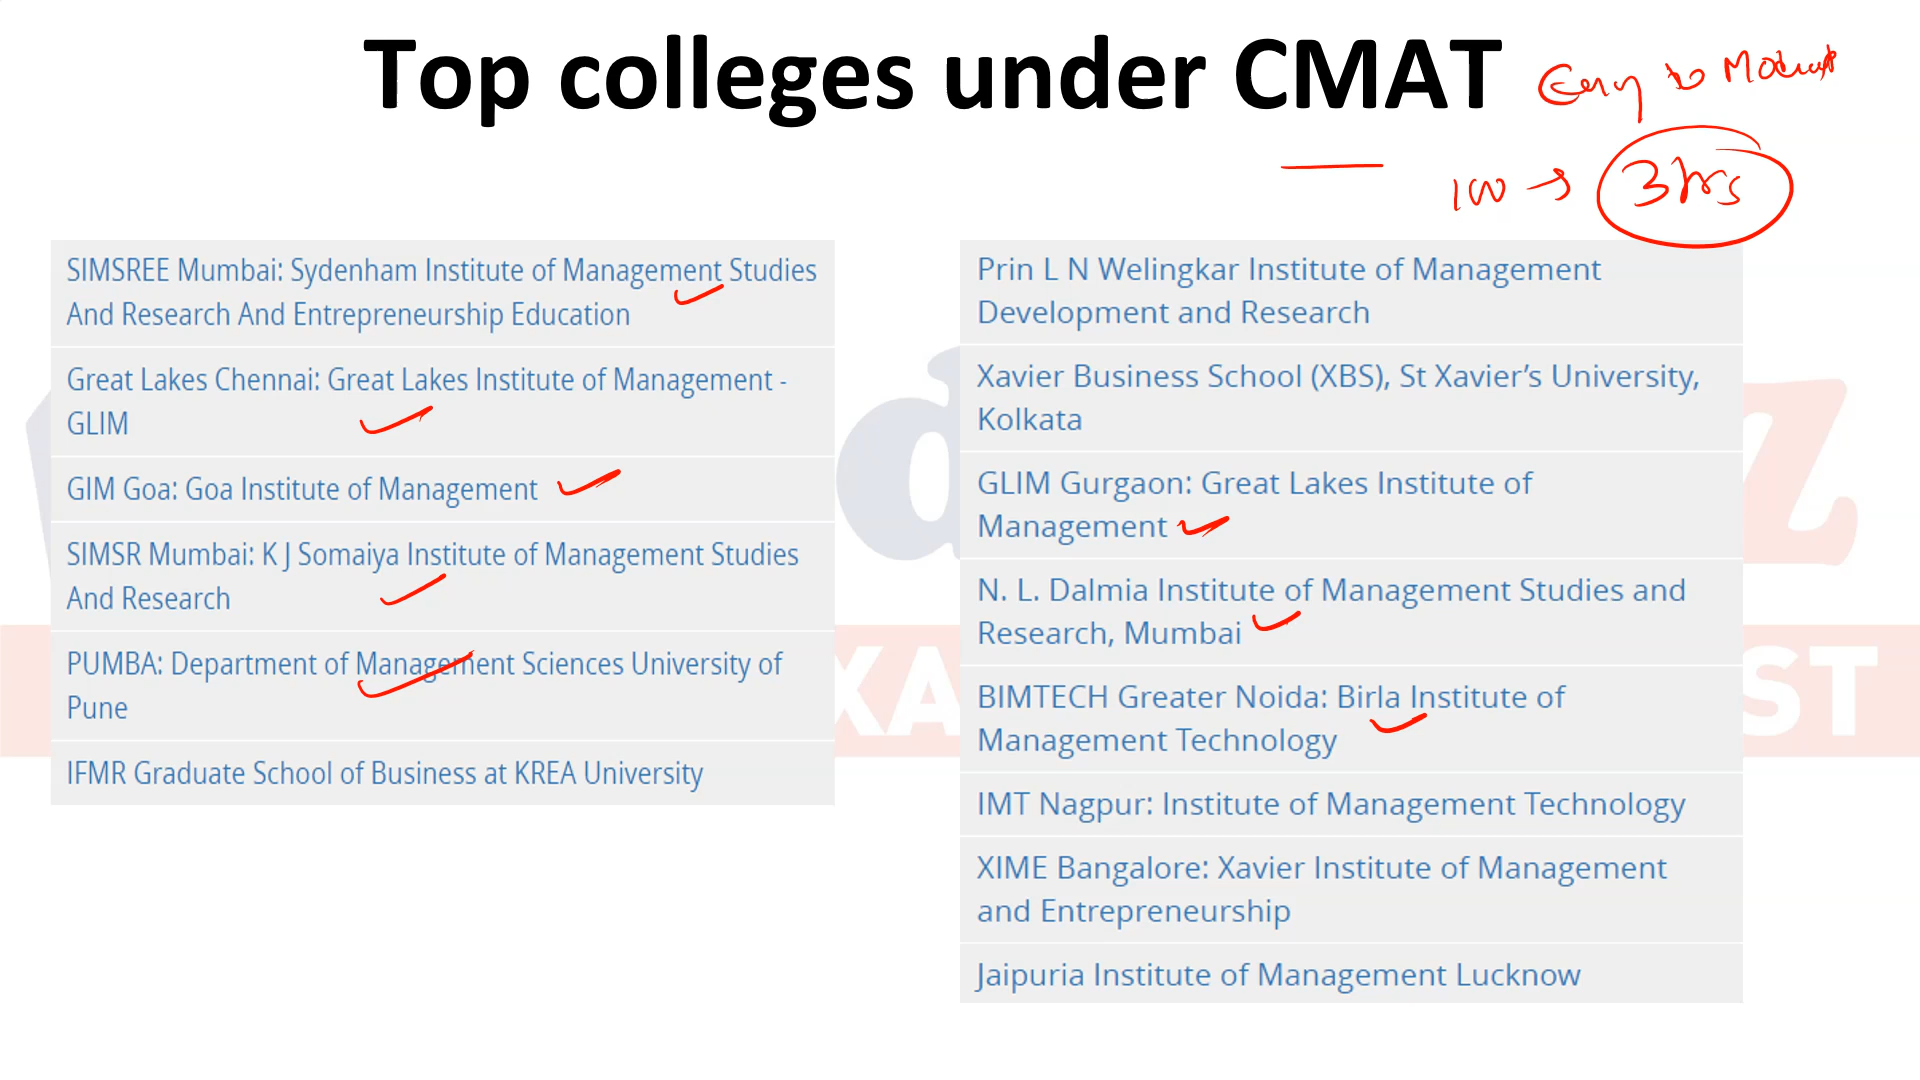 Top colleges under CMAT
Easy to Moderate
100 → 3 hrs
SIMSREE Mumbai: Sydenham Institute of Management Studies
And Research And Entrepreneurship Education
Great Lakes Chennai: Great Lakes Institute of Management -
GLIM
GIM Goa: Goa Institute of Management
SIMSR Mumbai: K J Somaiya Institute of Management Studies
And Research
PUMBA: Department of Management Sciences University of
Pune
IFMR Graduate School of Business at KREA University
Prin L N Welingkar Institute of Management
Development and Research
Xavier Business School (XBS), St Xavier’s University,
Kolkata
GLIM Gurgaon: Great Lakes Institute of
Management
N. L. Dalmia Institute of Management Studies and
Research, Mumbai
BIMTECH Greater Noida: Birla Institute of
Management Technology
IMT Nagpur: Institute of Management Technology
XIME Bangalore: Xavier Institute of Management
and Entrepreneurship
Jaipuria Institute of Management Lucknow